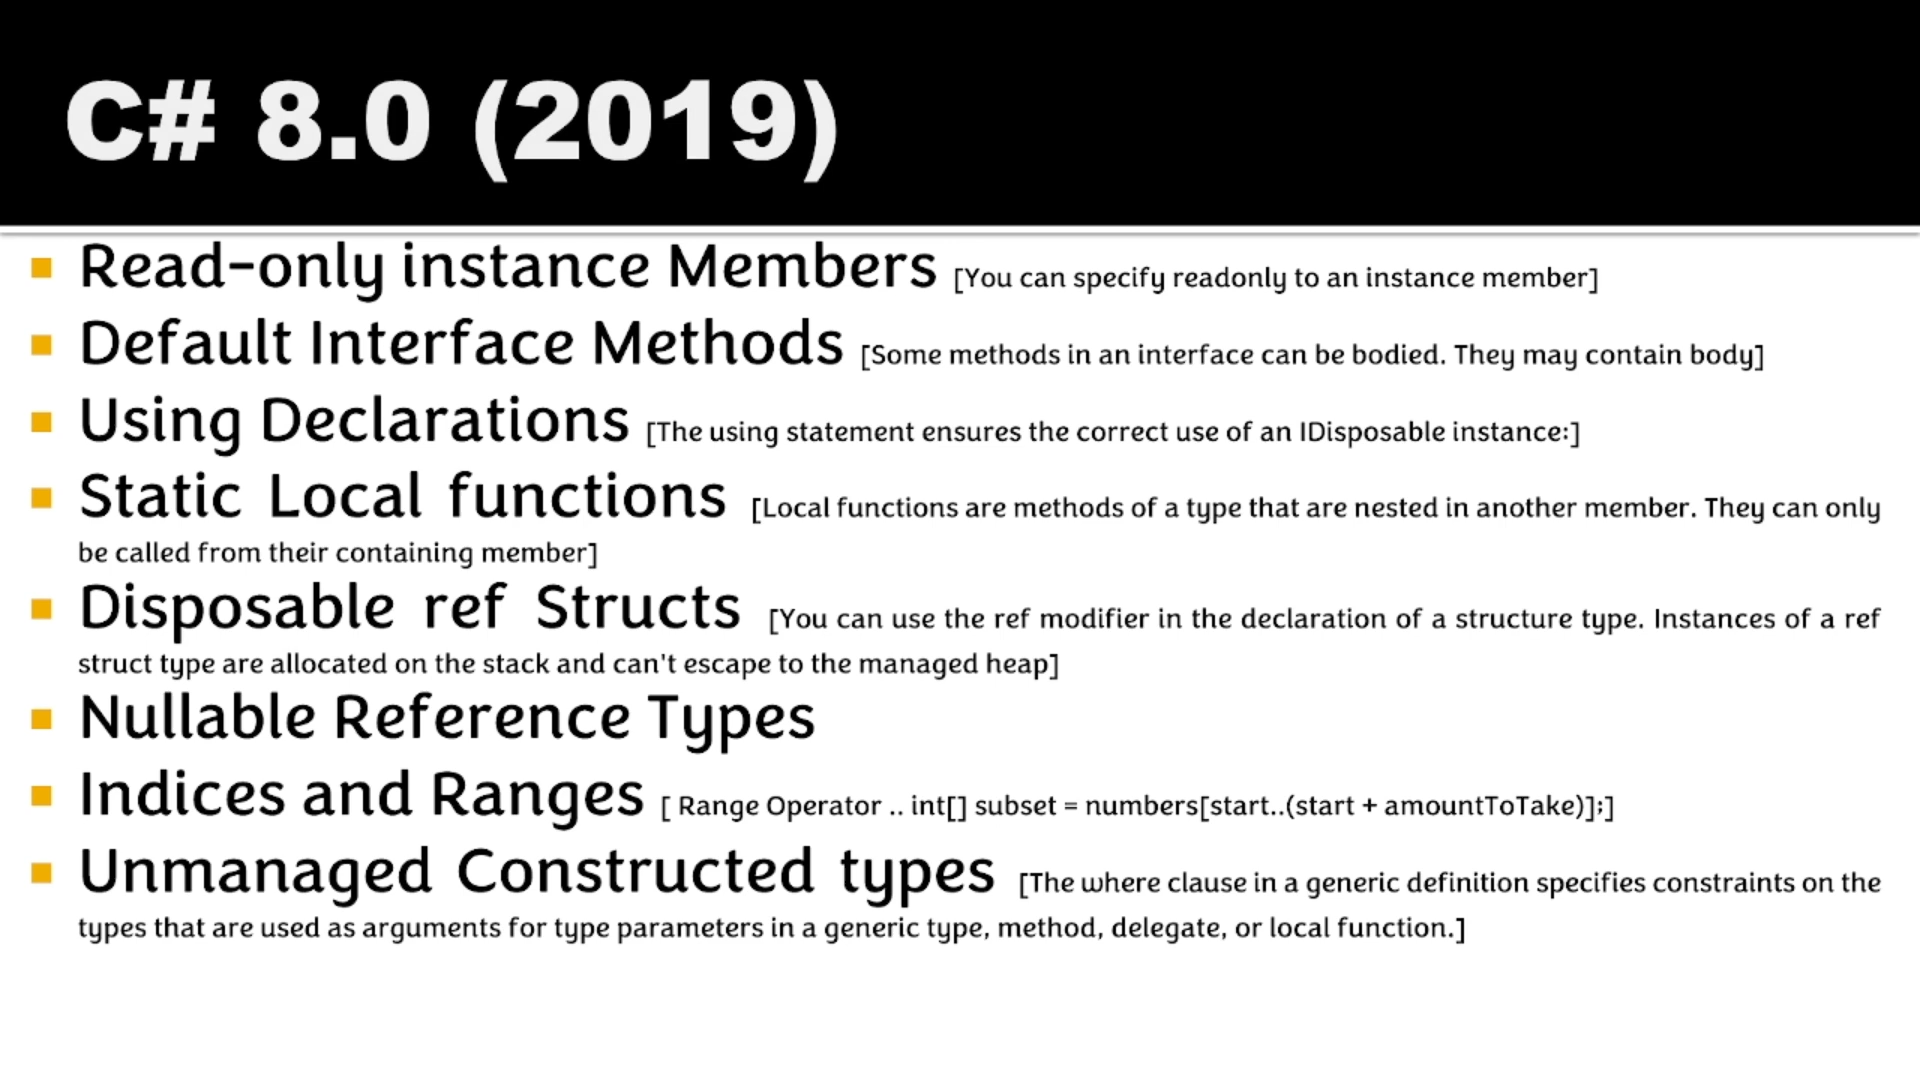 C# 8.0 (2019)
Read-only instance Members [You can specify readonly to an instance member]
Default Interface Methods [Some methods in an interface can be bodied. They may contain body]
Using Declarations [The using statement ensures the correct use of an IDisposable instance:]
Static Local functions [Local functions are methods of a type that are nested in another member. They can only
be called from their containing member]
Disposable ref Structs [You can use the ref modifier in the declaration of a structure type. Instances of a ref
struct type are allocated on the stack and can't escape to the managed heap]
Nullable Reference Types
Indices and Ranges [ Range Operator .. int[] subset = numbers[start..(start + amountToTake)];]
Unmanaged Constructed types [The where clause in a generic definition specifies constraints on the
types that are used as arguments for type parameters in a generic type, method, delegate, or local function.]